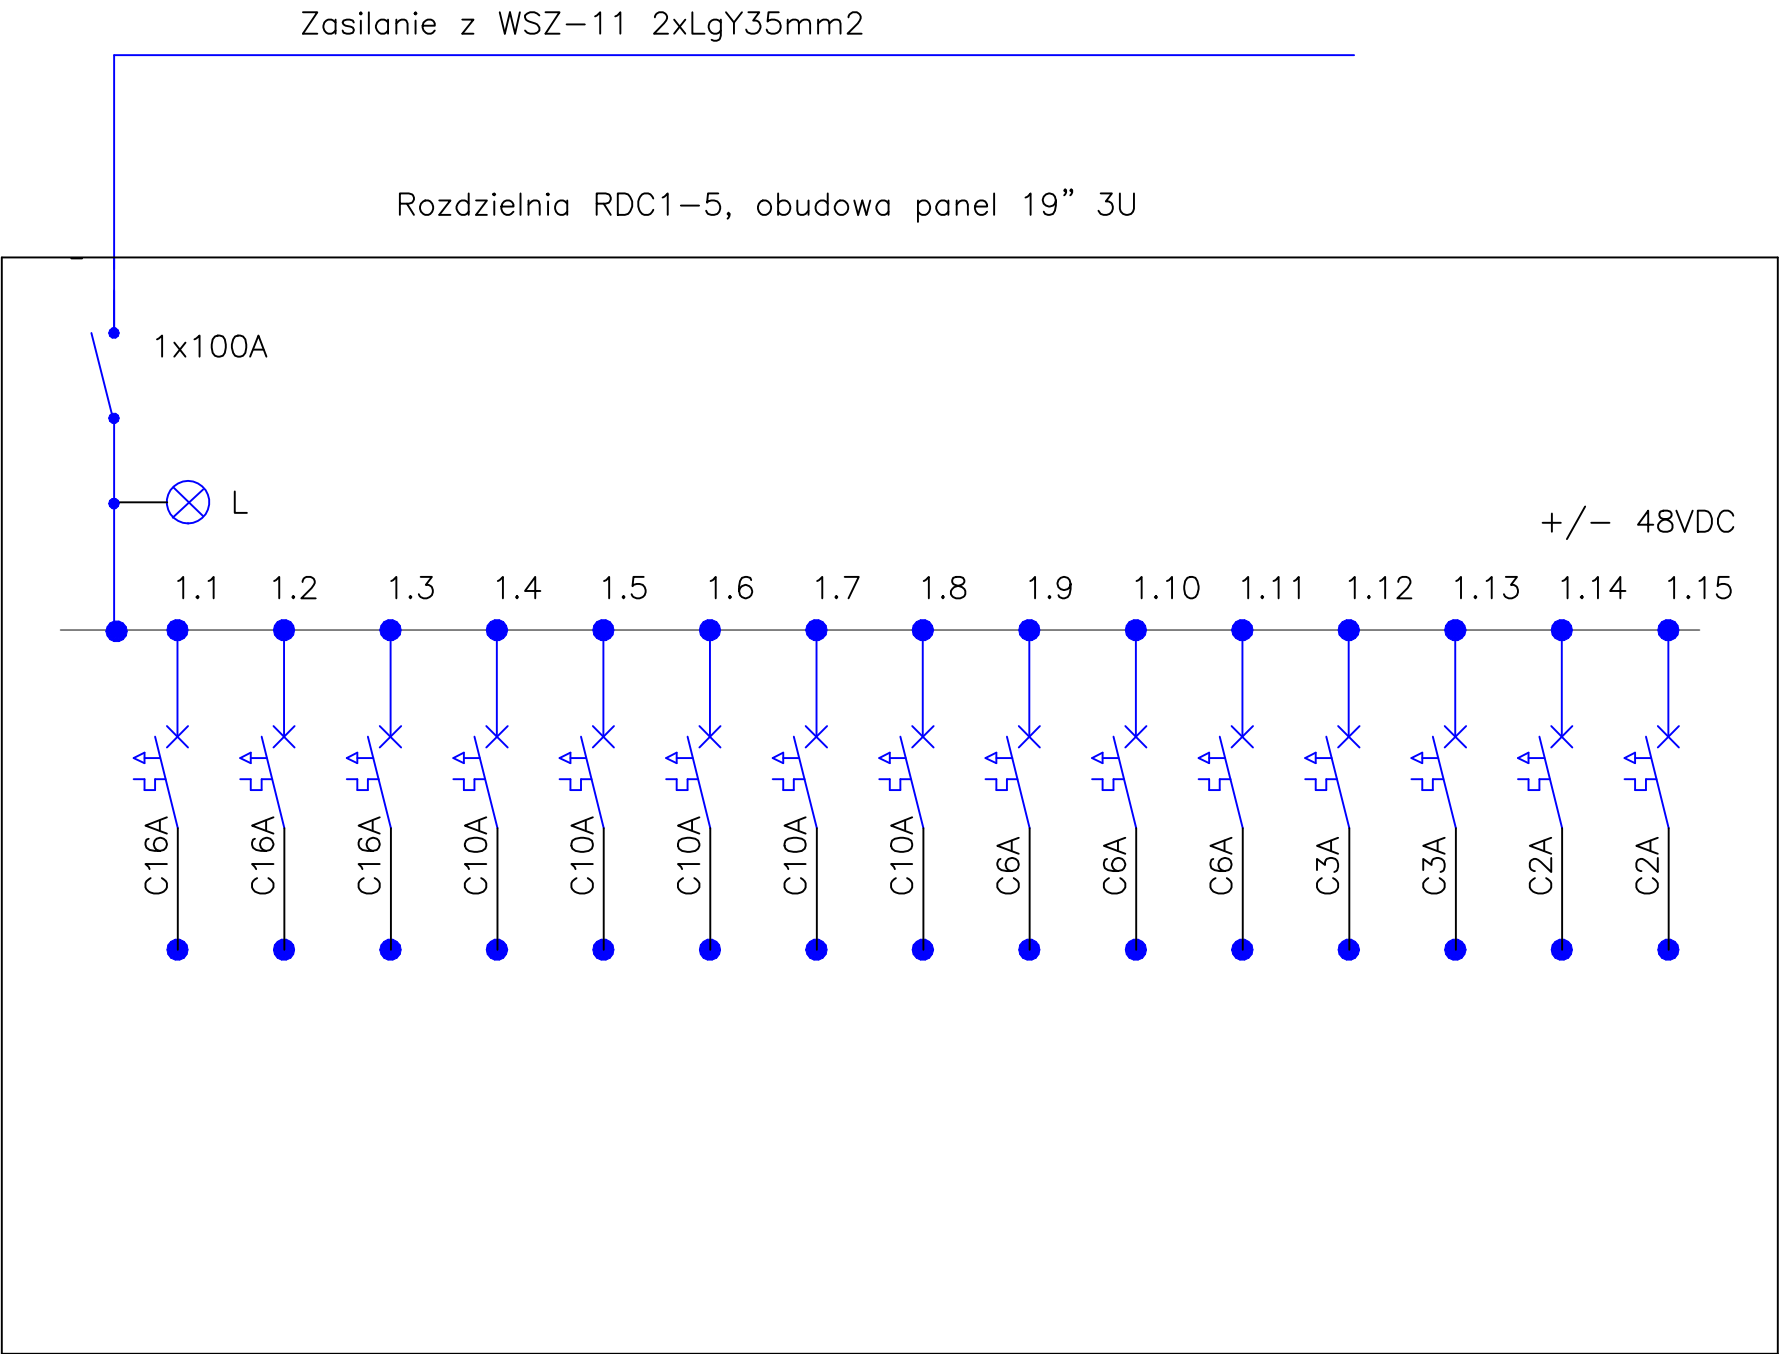 Zasilanie z WSZ-11 2xLgY35mm2
Rozdzielnia RDC1-5, obudowa panel 19” 3U
1x100A
L
+/- 48VDC
1.1 1.2 1.3 1.4 1.5 1.6 1.7 1.8 1.9 1.10 1.11 1.12 1.13 1.14 1.15
C16A C16A C16A C10A C10A C10A C10A C10A C6A C6A C6A C3A C3A C2A C2A